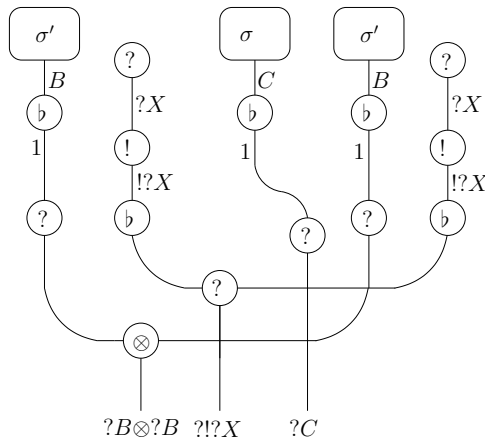 σ′ ? σ σ′ ?
B C B
♭ ?X ♭ ♭ ?X
1 ! 1 1 !
!?X !?X
? ♭ ? ♭
?
?
⊗
?B⊗?B ?!?X ?C